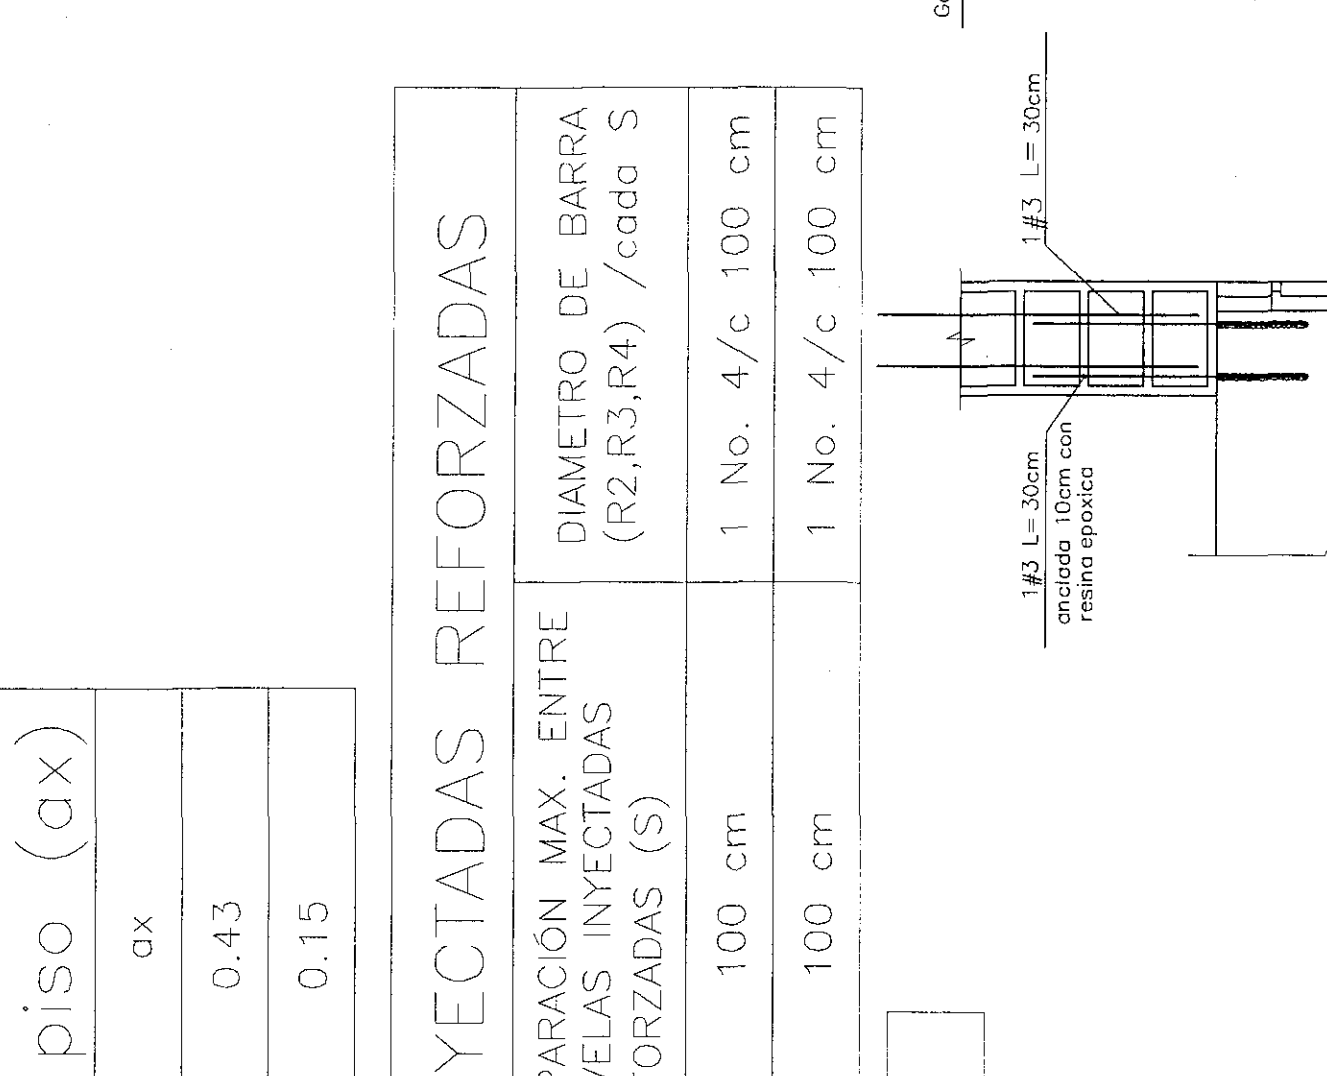 piso (ax)
ax
0.43
0.15
YECTADAS REFORZADAS
PARACIÓN MAX. ENTRE
VELAS INYECTADAS
ORZADAS (S)
DIAMETRO DE BARRA
(R2,R3,R4) /cada S
100 cm
1 No. 4/c 100 cm
100 cm
1 No. 4/c 100 cm
1#3 L=30cm
anclada 10cm con
resina epoxica
1#3 L=30cm